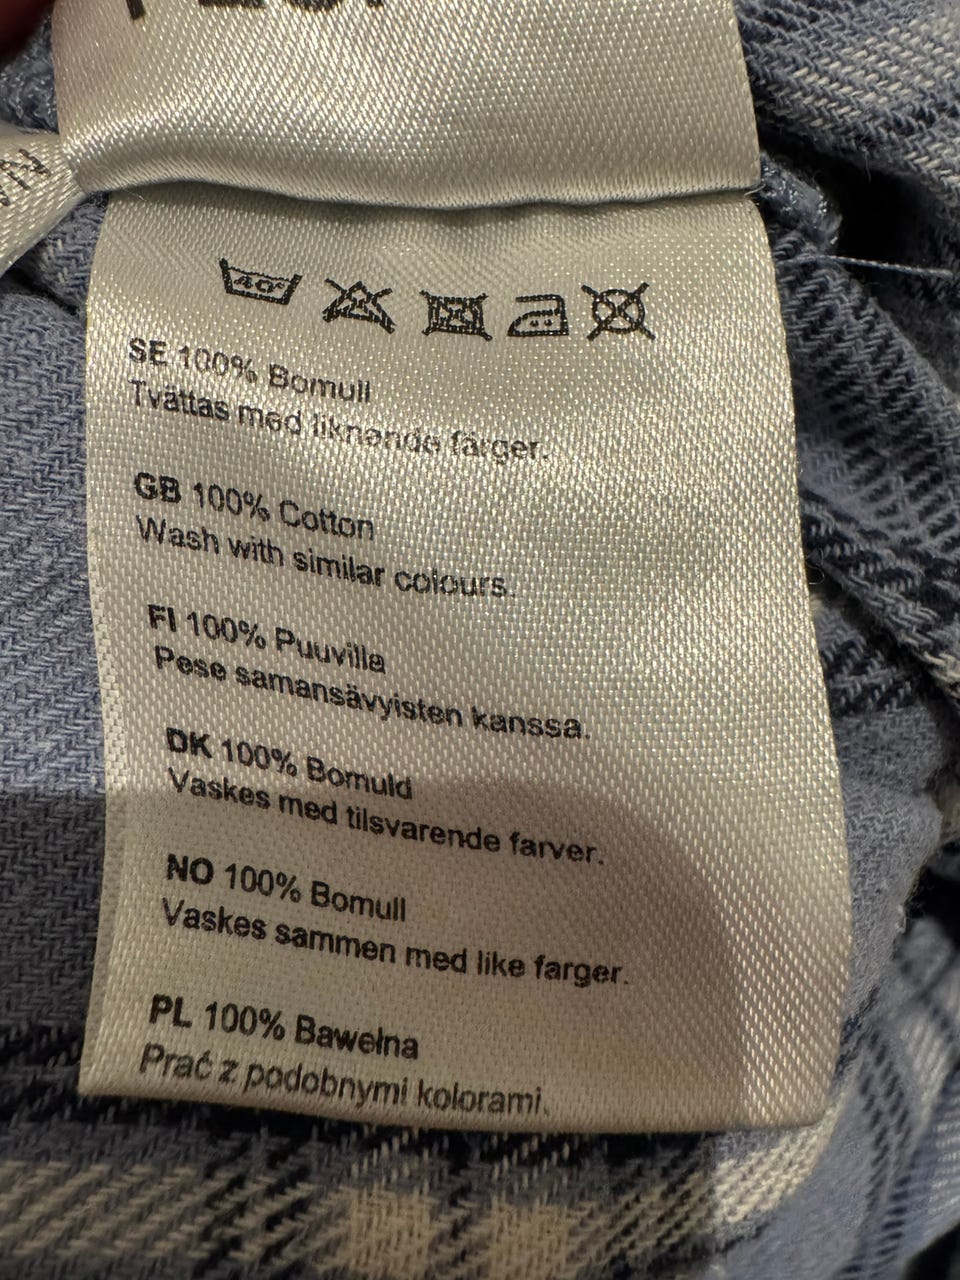 40°
SE 100% Bomull
Tvättas med liknande färger.
GB 100% Cotton
Wash with similar colours.
FI 100% Puuvilla
Pese samansävyisten kanssa.
DK 100% Bomuld
Vaskes med tilsvarende farver.
NO 100% Bomull
Vaskes sammen med like farger.
PL 100% Bawełna
Prać z podobnymi kolorami.